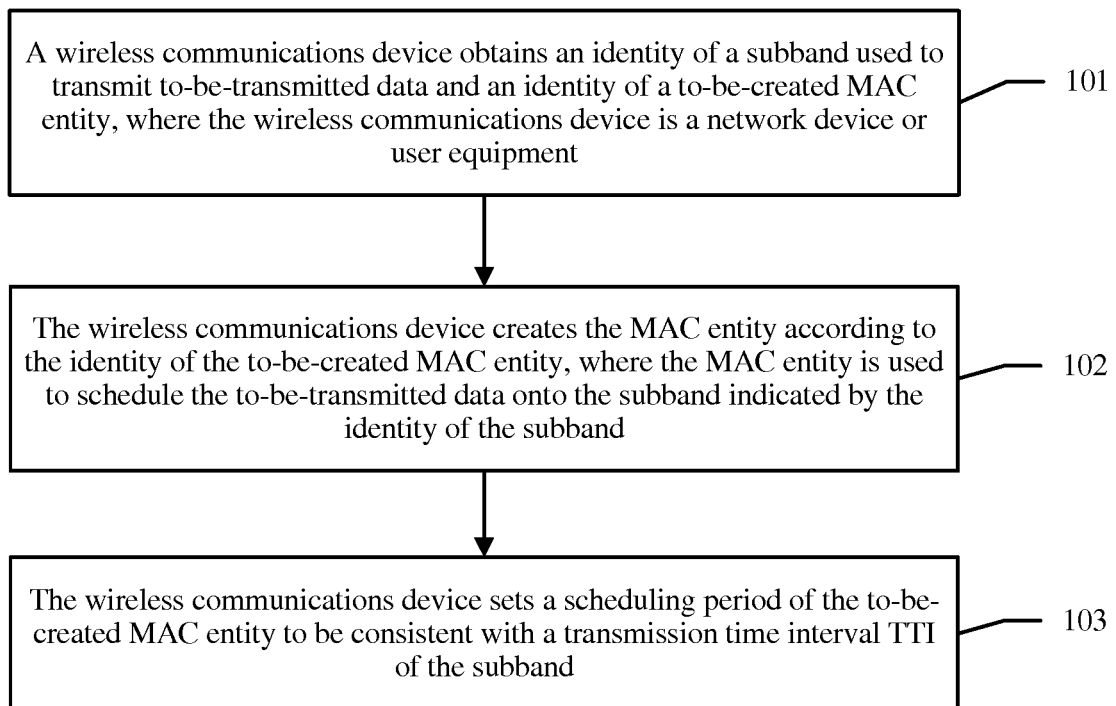 A wireless communications device obtains an identity of a subband used to
transmit to-be-transmitted data and an identity of a to-be-created MAC
entity, where the wireless communications device is a network device or
user equipment
101
The wireless communications device creates the MAC entity according to
the identity of the to-be-created MAC entity, where the MAC entity is used
to schedule the to-be-transmitted data onto the subband indicated by the
identity of the subband
102
The wireless communications device sets a scheduling period of the to-be-
created MAC entity to be consistent with a transmission time interval TTI
of the subband
103